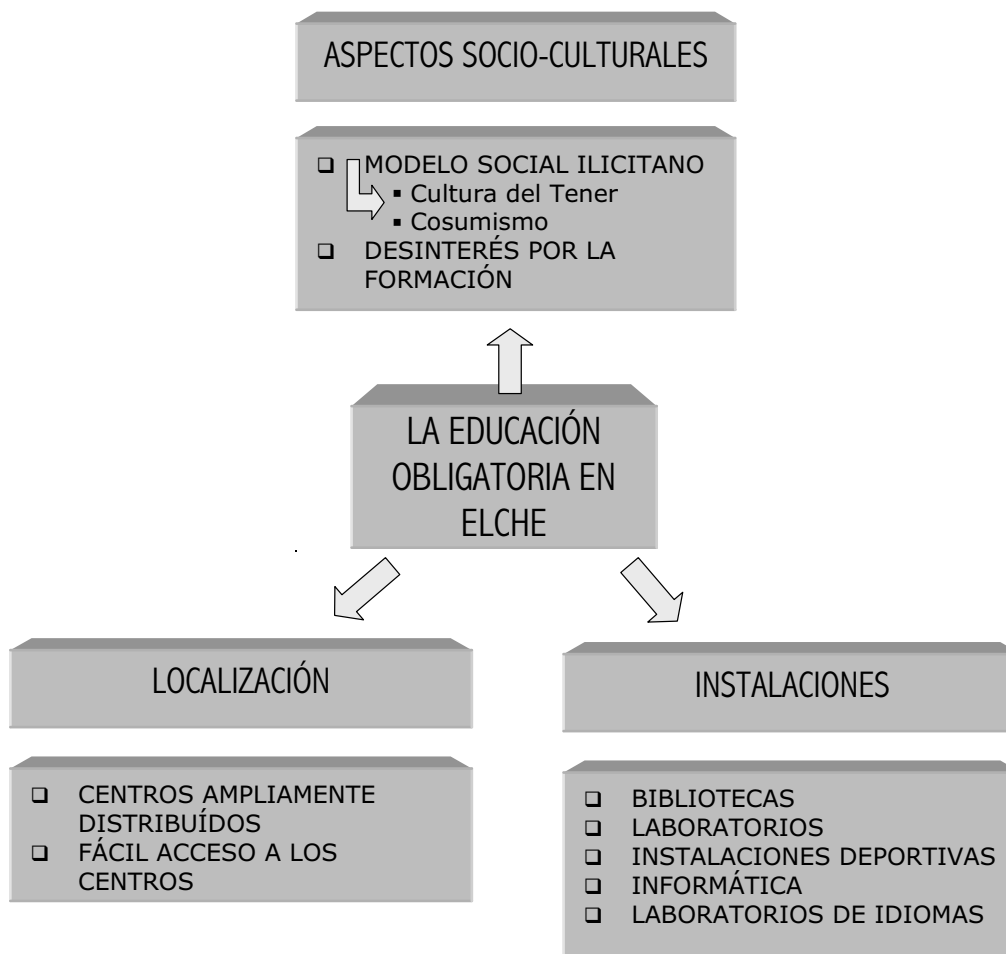 ASPECTOS SOCIO-CULTURALES
❑ MODELO SOCIAL ILICITANO
▪ Cultura del Tener
▪ Cosumismo
❑ DESINTERÉS POR LA
FORMACIÓN
LA EDUCACIÓN
OBLIGATORIA EN
ELCHE
LOCALIZACIÓN
❑ CENTROS AMPLIAMENTE
DISTRIBUÍDOS
❑ FÁCIL ACCESO A LOS
CENTROS
INSTALACIONES
❑ BIBLIOTECAS
❑ LABORATORIOS
❑ INSTALACIONES DEPORTIVAS
❑ INFORMÁTICA
❑ LABORATORIOS DE IDIOMAS